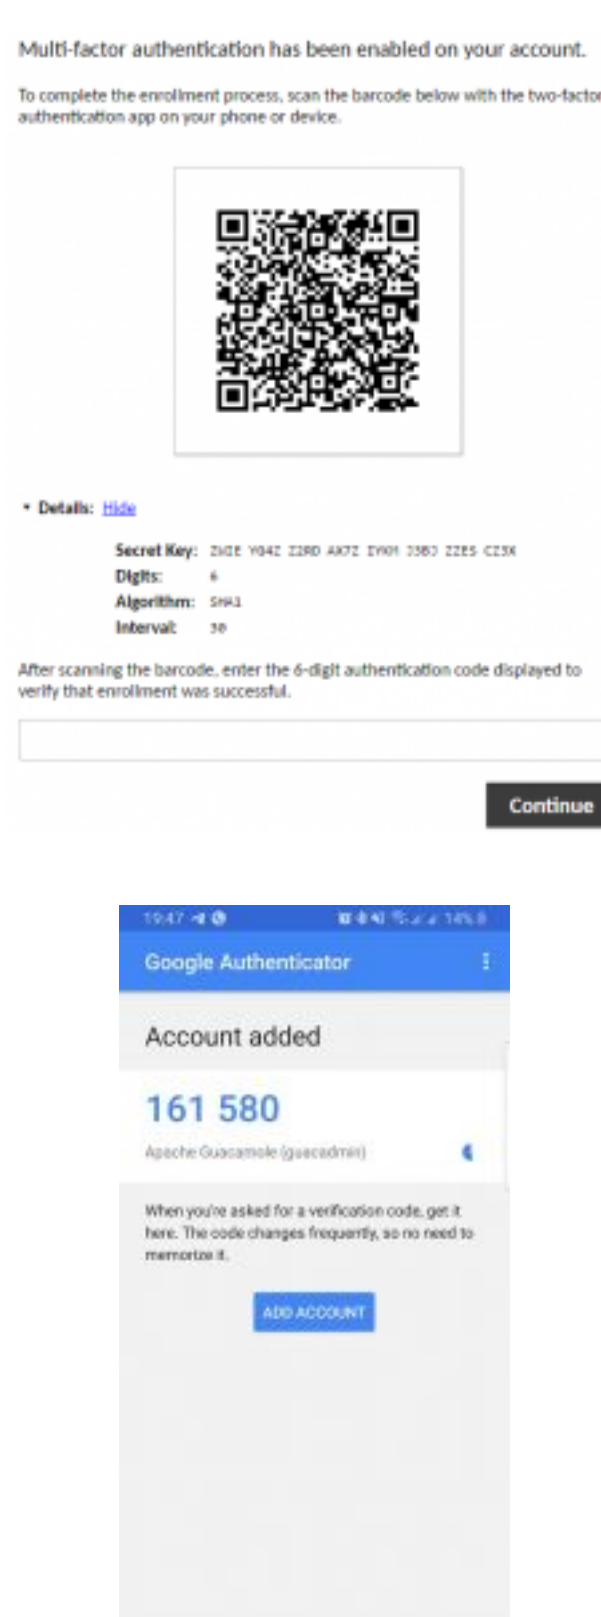 Multi-factor authentication has been enabled on your account.
To complete the enrollment process, scan the barcode below with the two-factor
authentication app on your phone or device.
Details: Hide
Secret Key:
Digits: 6
Algorithm: SHA1
Interval: 30
After scanning the barcode, enter the 6-digit authentication code displayed to
verify that enrollment was successful.
Continue
19:47 14%
Google Authenticator
Account added
161 580
Apache Guacamole (guacadmin)
When you're asked for a verification code, get it
here. The code changes frequently, so no need to
memorize it.
ADD ACCOUNT